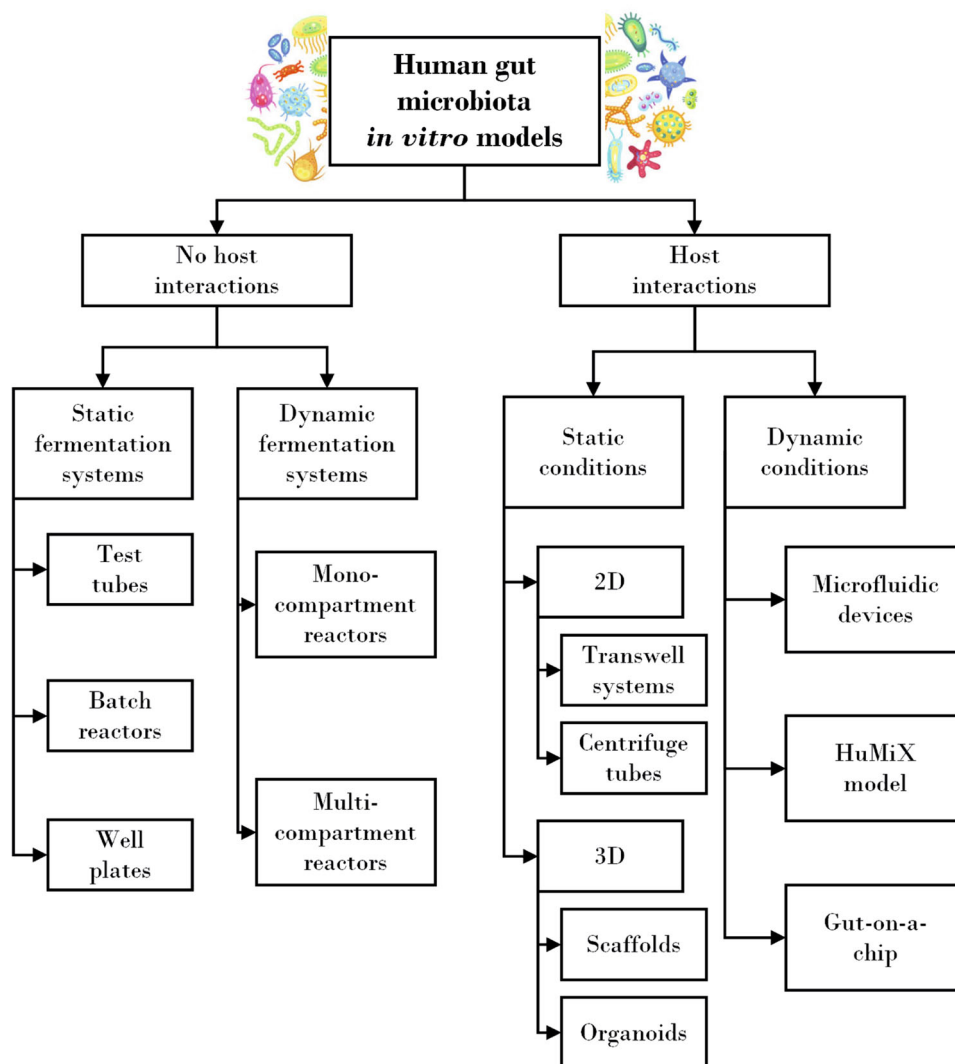 Human gut
microbiota
in vitro models
No host
interactions
Host
interactions
Static
fermentation
systems
Dynamic
fermentation
systems
Static
conditions
Dynamic
conditions
Test
tubes
Batch
reactors
Well
plates
Mono-
compartment
reactors
Multi-
compartment
reactors
2D
Transwell
systems
Centrifuge
tubes
3D
Scaffolds
Organoids
Microfluidic
devices
HuMiX
model
Gut-on-a-
chip